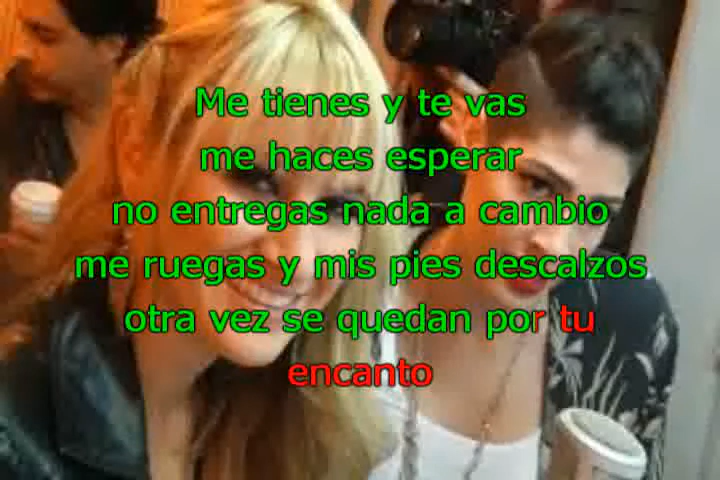 Me tienes y te vas
me haces esperar
no entregas nada a cambio
me ruegas y mis pies descalzos
otra vez se quedan por tu
encanto